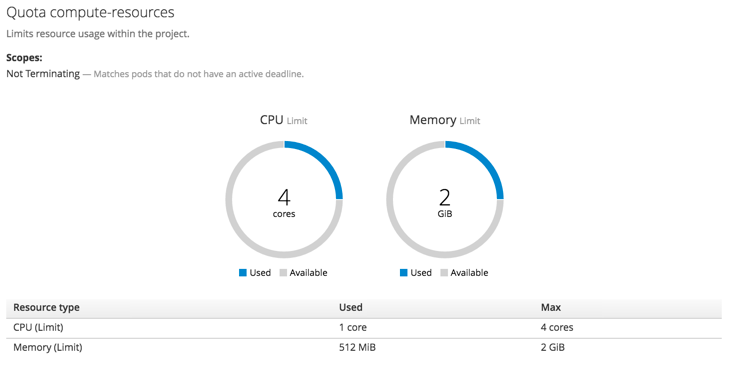 Quota compute-resources
Limits resource usage within the project.
Scopes:
Not Terminating — Matches pods that do not have an active deadline.
CPU Limit
Memory Limit
4
cores
2
GiB
Used Available
Used Available
Resource type Used Max
CPU (Limit) 1 core 4 cores
Memory (Limit) 512 MiB 2 GiB